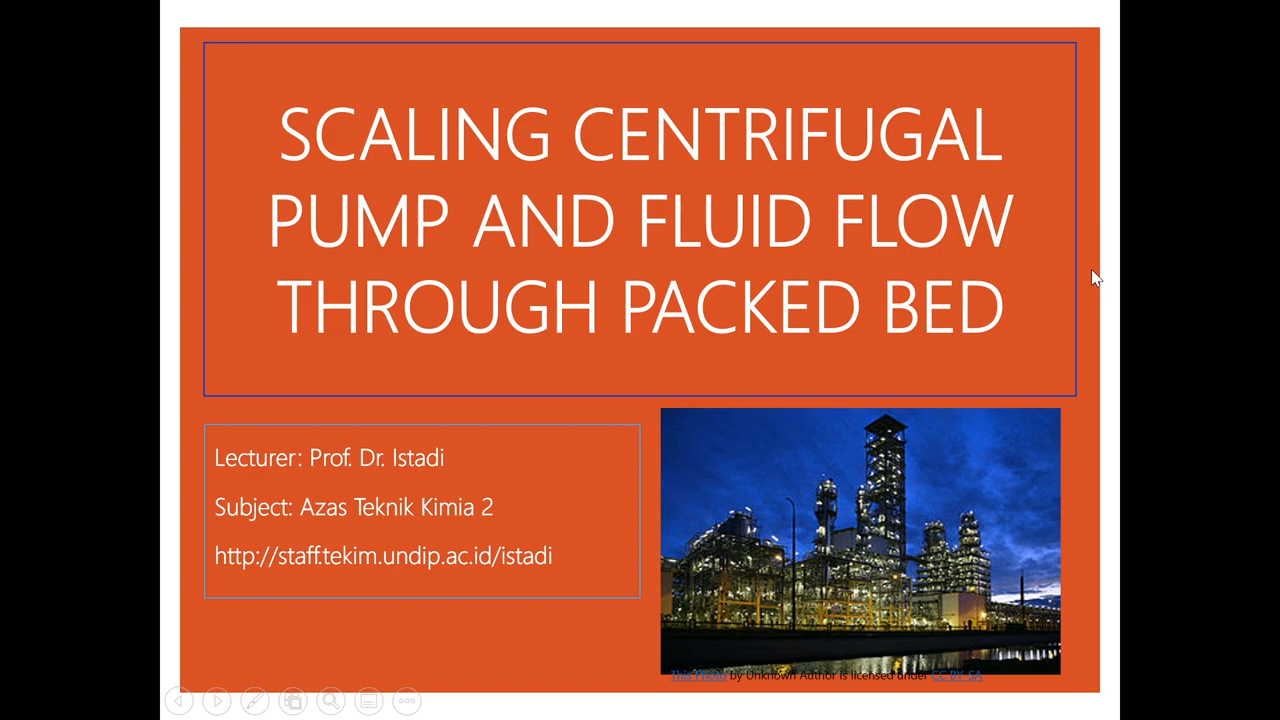 SCALING CENTRIFUGAL
PUMP AND FLUID FLOW
THROUGH PACKED BED
Lecturer: Prof. Dr. Istadi
Subject: Azas Teknik Kimia 2
http://staff.tekim.undip.ac.id/istadi
This Photo by Unknown Author is licensed under CC BY-SA